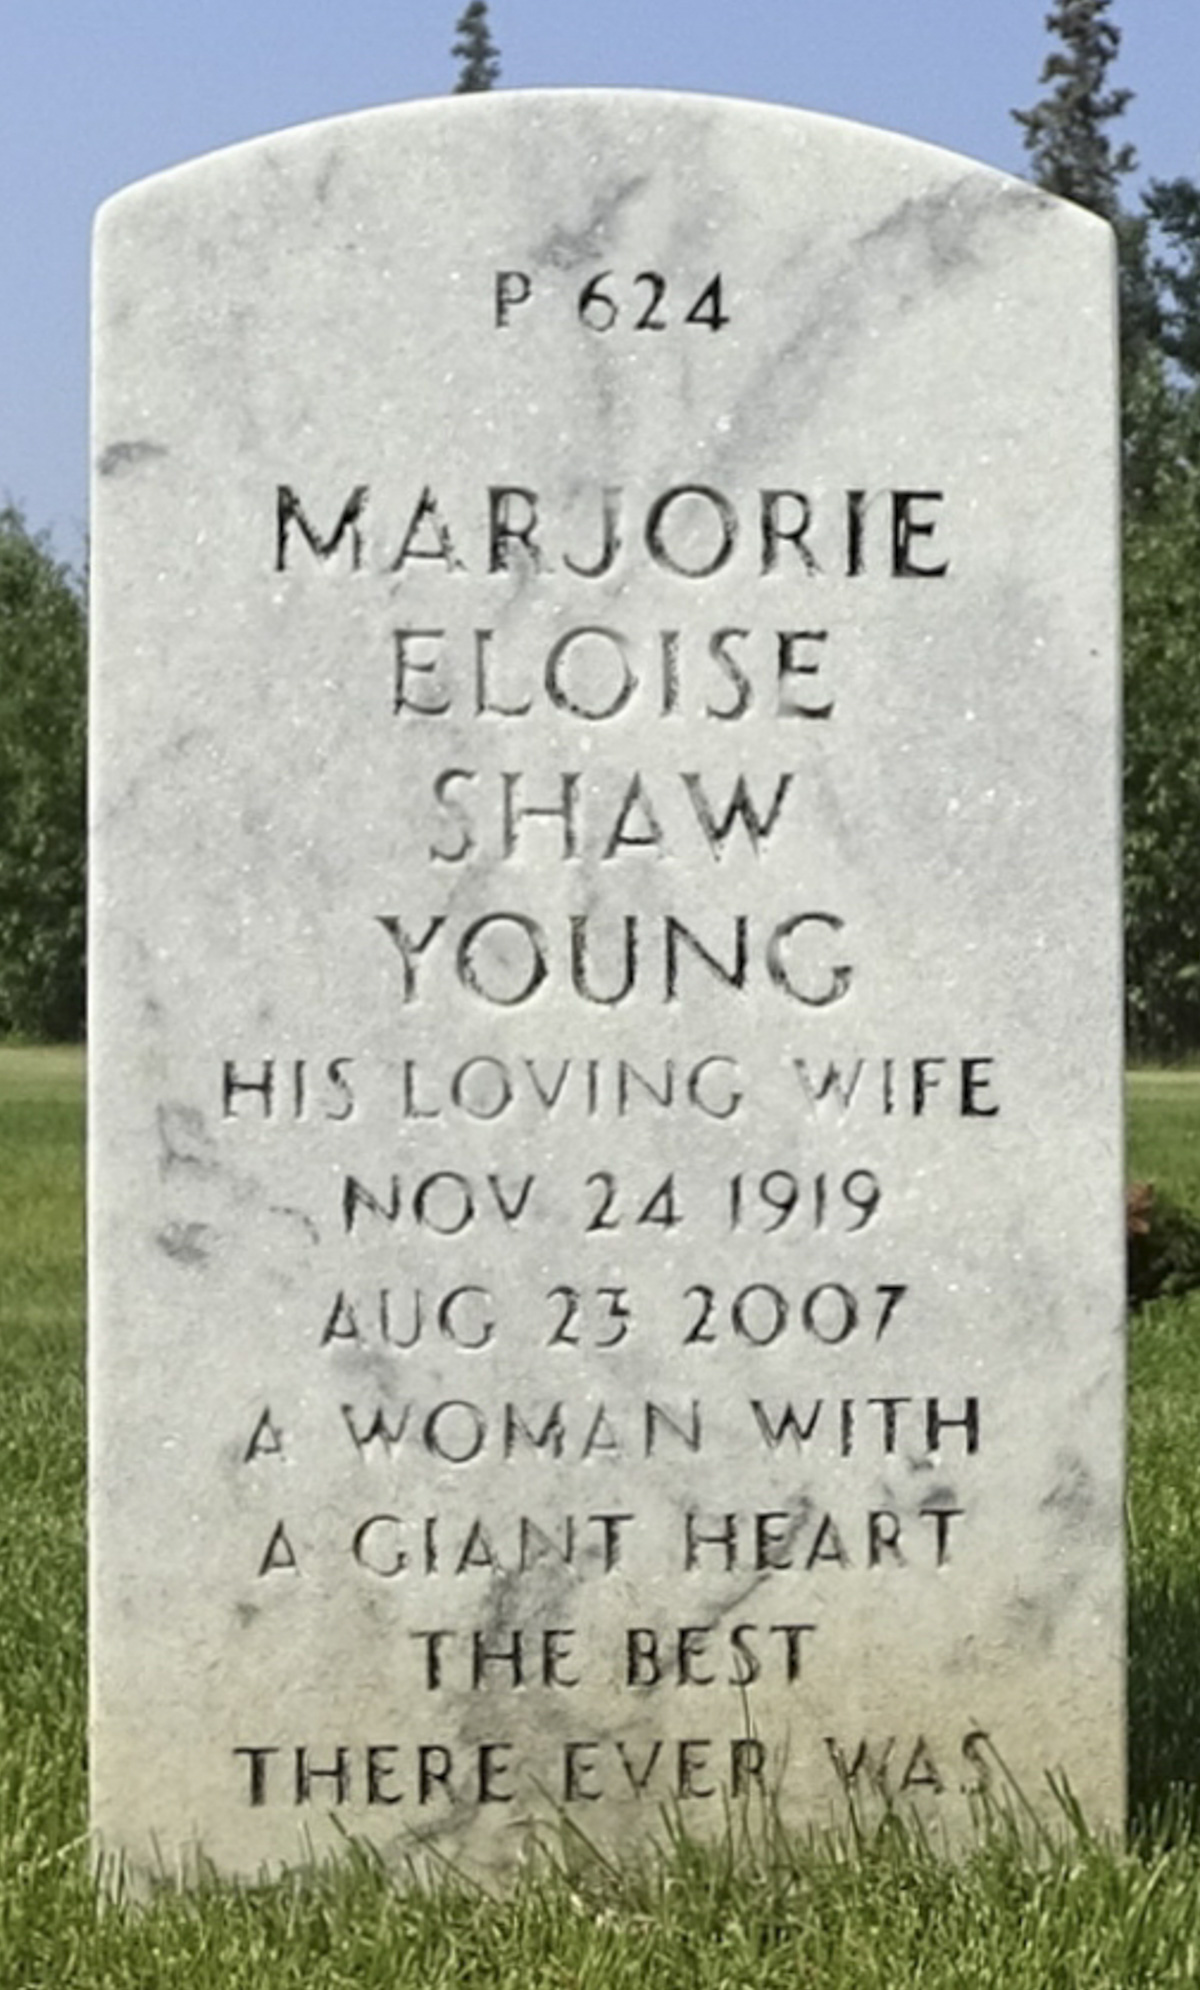 P 624
MARJORIE
ELOISE
SHAW
YOUNG
HIS LOVING WIFE
NOV 24 1919
AUG 23 2007
A WOMAN WITH
A GIANT HEART
THE BEST
THERE EVER WAS